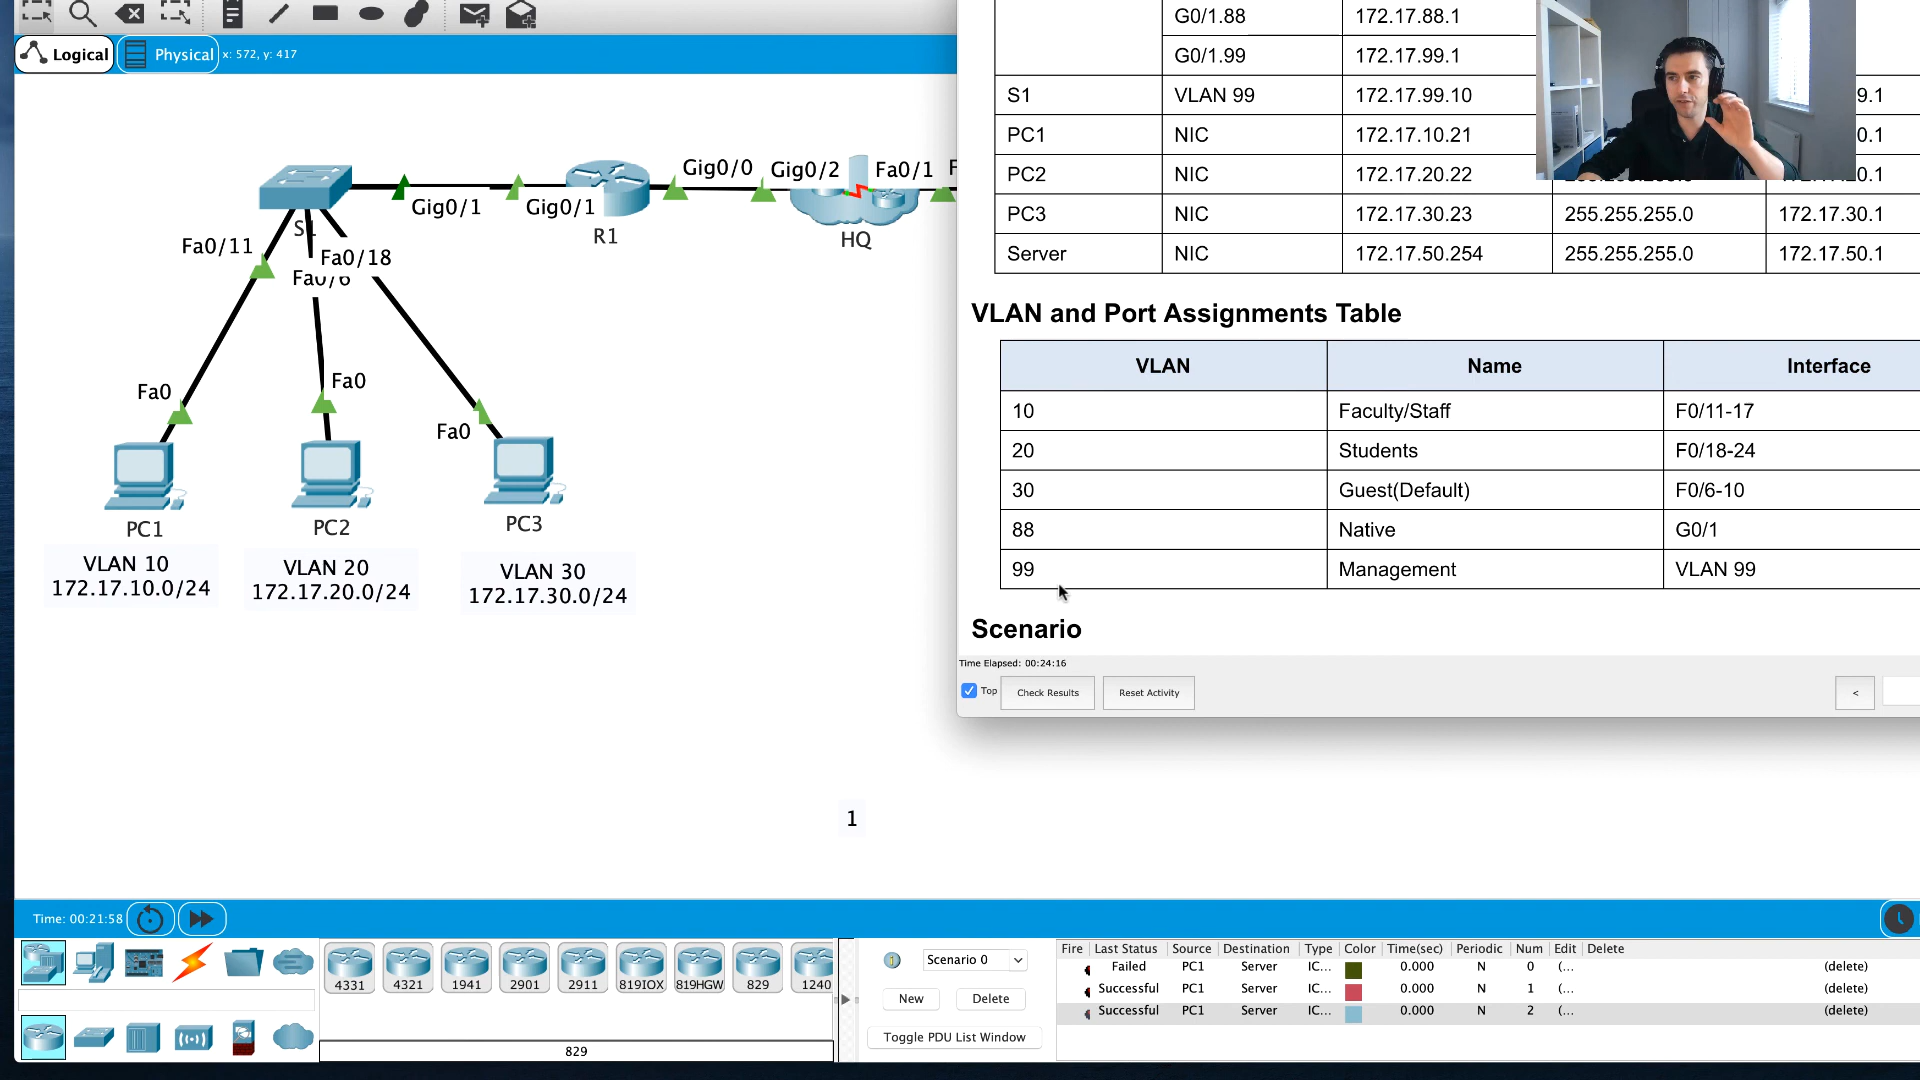 Logical
Physical
x: 572, y: 417
Gig0/1
Gig0/1
Gig0/0
Gig0/2
Fa0/1
F
R1
HQ
Fa0/11
Fa0/18
Fa0/6
Fa0
Fa0
Fa0
PC1
PC2
PC3
VLAN 10
172.17.10.0/24
VLAN 20
172.17.20.0/24
VLAN 30
172.17.30.0/24
1
G0/1.88 172.17.88.1
G0/1.99 172.17.99.1
S1 VLAN 99 172.17.99.10 9.1
PC1 NIC 172.17.10.21 0.1
PC2 NIC 172.17.20.22 0.1
PC3 NIC 172.17.30.23 255.255.255.0 172.17.30.1
Server NIC 172.17.50.254 255.255.255.0 172.17.50.1
VLAN and Port Assignments Table
VLAN Name Interface
10 Faculty/Staff F0/11-17
20 Students F0/18-24
30 Guest(Default) F0/6-10
88 Native G0/1
99 Management VLAN 99
Scenario
Time Elapsed: 00:24:16
Top
Check Results
Reset Activity
<
Time: 00:21:58
4331 4321 1941 2901 2911 819IOX 819HGW 829 1240
829
Scenario 0
New
Delete
Toggle PDU List Window
Fire Last Status Source Destination Type Color Time(sec) Periodic Num Edit Delete
Failed PC1 Server IC... 0.000 N 0 (... (delete)
Successful PC1 Server IC... 0.000 N 1 (... (delete)
Successful PC1 Server IC... 0.000 N 2 (... (delete)